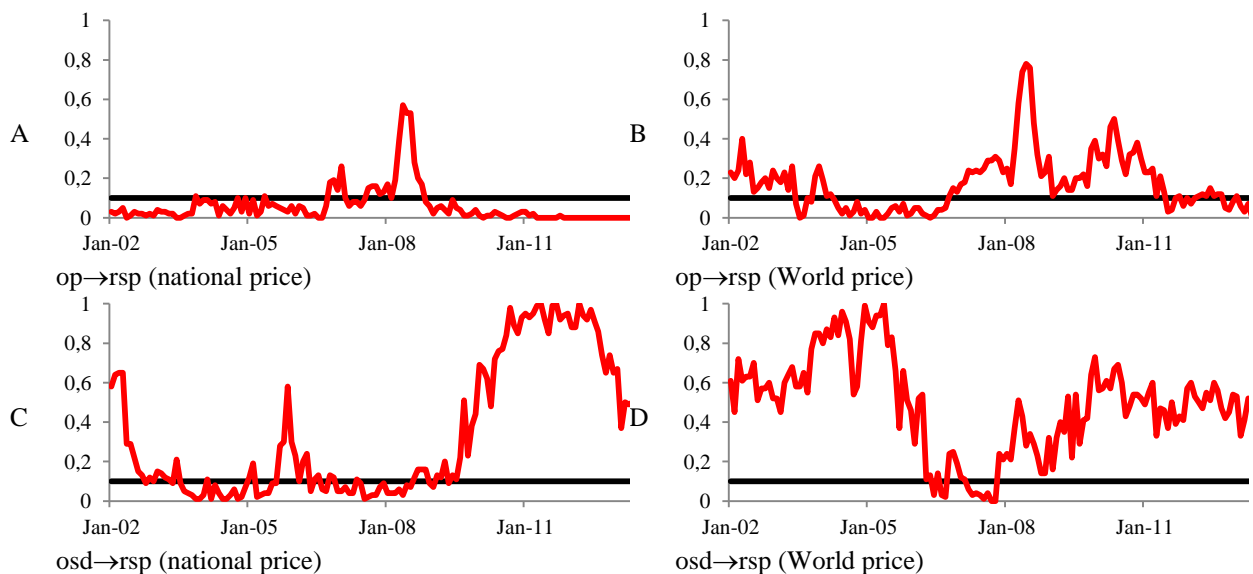 1
0,8
0,6
0,4
0,2
0
Jan-02 Jan-05 Jan-08 Jan-11
A
op→rsp (national price)
1
0,8
0,6
0,4
0,2
0
Jan-02 Jan-05 Jan-08 Jan-11
B
op→rsp (World price)
1
0,8
0,6
0,4
0,2
0
Jan-02 Jan-05 Jan-08 Jan-11
C
osd→rsp (national price)
1
0,8
0,6
0,4
0,2
0
Jan-02 Jan-05 Jan-08 Jan-11
D
osd→rsp (World price)